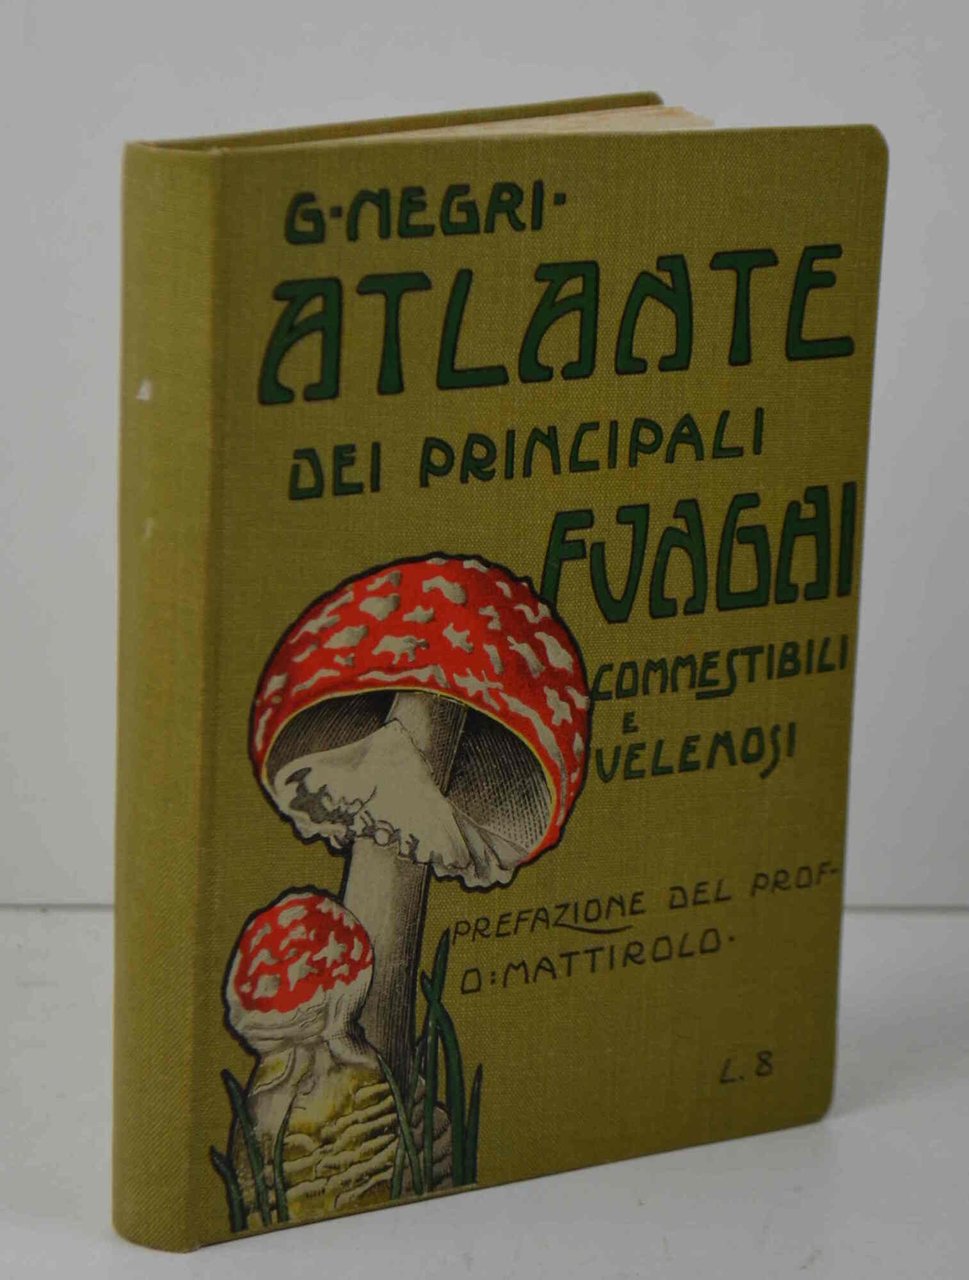 G·NEGRI·
ATLANTE
DEI PRINCIPALI
FUNGHI
COMMESTIBILI
E
VELENOSI
PREFAZIONE DEL PROF-
O:MATTIROLO·
L. 8